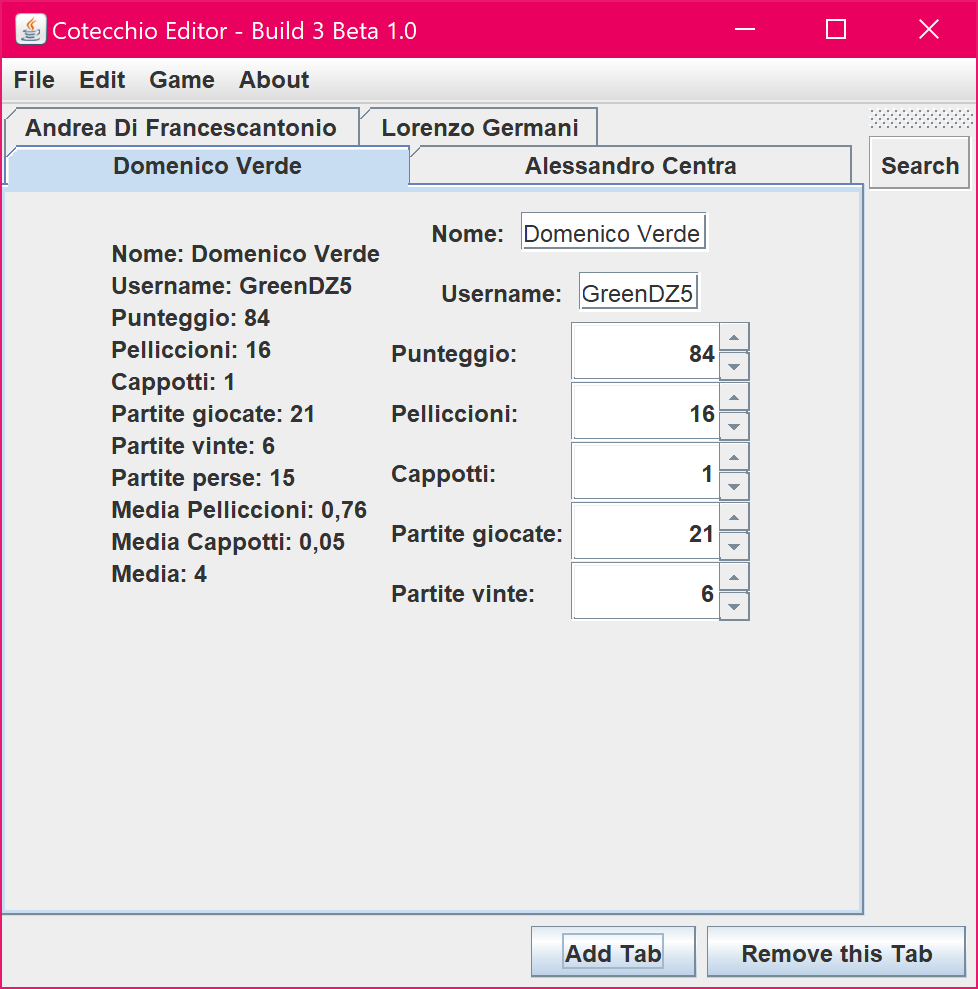 Cotecchio Editor - Build 3 Beta 1.0
File Edit Game About
Andrea Di Francescantonio Lorenzo Germani
Domenico Verde Alessandro Centra
Search
Nome: Domenico Verde
Username: GreenDZ5
Punteggio: 84
Pelliccioni: 16
Cappotti: 1
Partite giocate: 21
Partite vinte: 6
Partite perse: 15
Media Pelliccioni: 0,76
Media Cappotti: 0,05
Media: 4
Nome: Domenico Verde
Username: GreenDZ5
Punteggio: 84
Pelliccioni: 16
Cappotti: 1
Partite giocate: 21
Partite vinte: 6
Add Tab Remove this Tab